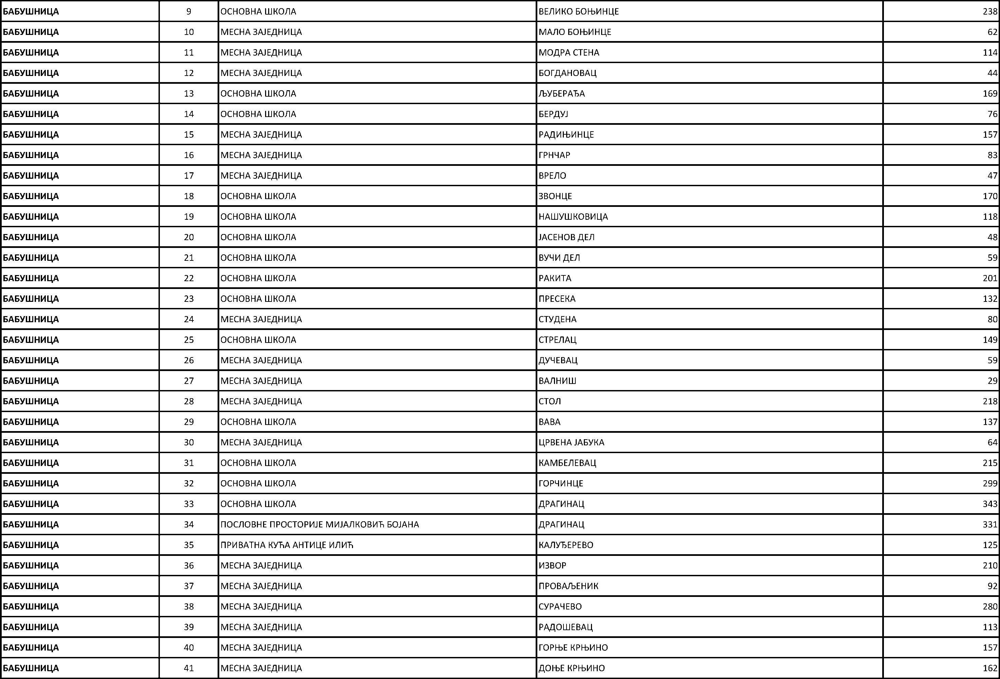 БАБУШНИЦА 9 ОСНОВНА ШКОЛА ВЕЛИКО БОЊИНЦЕ 238
БАБУШНИЦА 10 МЕСНА ЗАЈЕДНИЦА МАЛО БОЊИНЦЕ 62
БАБУШНИЦА 11 МЕСНА ЗАЈЕДНИЦА МОДРА СТЕНА 114
БАБУШНИЦА 12 МЕСНА ЗАЈЕДНИЦА БОГДАНОВАЦ 44
БАБУШНИЦА 13 ОСНОВНА ШКОЛА ЉУБЕРАЂА 169
БАБУШНИЦА 14 ОСНОВНА ШКОЛА БЕРДУЈ 76
БАБУШНИЦА 15 МЕСНА ЗАЈЕДНИЦА РАДИЊИНЦЕ 157
БАБУШНИЦА 16 МЕСНА ЗАЈЕДНИЦА ГРНЧАР 83
БАБУШНИЦА 17 МЕСНА ЗАЈЕДНИЦА ВРЕЛО 47
БАБУШНИЦА 18 ОСНОВНА ШКОЛА ЗВОНЦЕ 170
БАБУШНИЦА 19 ОСНОВНА ШКОЛА НАШУШКОВИЦА 118
БАБУШНИЦА 20 ОСНОВНА ШКОЛА ЈАСЕНОВ ДЕЛ 48
БАБУШНИЦА 21 ОСНОВНА ШКОЛА ВУЧИ ДЕЛ 59
БАБУШНИЦА 22 ОСНОВНА ШКОЛА РАКИТА 201
БАБУШНИЦА 23 ОСНОВНА ШКОЛА ПРЕСЕКА 132
БАБУШНИЦА 24 МЕСНА ЗАЈЕДНИЦА СТУДЕНА 80
БАБУШНИЦА 25 ОСНОВНА ШКОЛА СТРЕЛАЦ 149
БАБУШНИЦА 26 МЕСНА ЗАЈЕДНИЦА ДУЧЕВАЦ 59
БАБУШНИЦА 27 МЕСНА ЗАЈЕДНИЦА ВАЛНИШ 29
БАБУШНИЦА 28 МЕСНА ЗАЈЕДНИЦА СТОЛ 218
БАБУШНИЦА 29 ОСНОВНА ШКОЛА ВАВА 137
БАБУШНИЦА 30 МЕСНА ЗАЈЕДНИЦА ЦРВЕНА ЈАБУКА 64
БАБУШНИЦА 31 ОСНОВНА ШКОЛА КАМБЕЛЕВАЦ 215
БАБУШНИЦА 32 ОСНОВНА ШКОЛА ГОРЧИНЦЕ 299
БАБУШНИЦА 33 ОСНОВНА ШКОЛА ДРАГИНАЦ 343
БАБУШНИЦА 34 ПОСЛОВНЕ ПРОСТОРИЈЕ МИЈАЛКОВИЋ БОЈАНА ДРАГИНАЦ 331
БАБУШНИЦА 35 ПРИВАТНА КУЋА АНТИЦЕ ИЛИЋ КАЛУЂЕРЕВО 125
БАБУШНИЦА 36 МЕСНА ЗАЈЕДНИЦА ИЗВОР 210
БАБУШНИЦА 37 МЕСНА ЗАЈЕДНИЦА ПРОВАЉЕНИК 92
БАБУШНИЦА 38 МЕСНА ЗАЈЕДНИЦА СУРАЧЕВО 280
БАБУШНИЦА 39 МЕСНА ЗАЈЕДНИЦА РАДОШЕВАЦ 113
БАБУШНИЦА 40 МЕСНА ЗАЈЕДНИЦА ГОРЊЕ КРЊИНО 157
БАБУШНИЦА 41 МЕСНА ЗАЈЕДНИЦА ДОЊЕ КРЊИНО 162